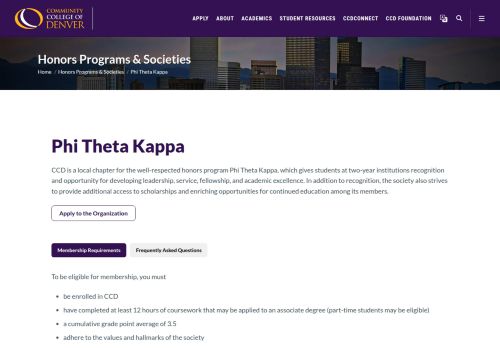 COMMUNITY
COLLEGE OF
DENVER
APPLY ABOUT ACADEMICS STUDENT RESOURCES CCDCONNECT CCD FOUNDATION
Honors Programs & Societies
Home / Honors Programs & Societies / Phi Theta Kappa
Phi Theta Kappa
CCD is a local chapter for the well-respected honors program Phi Theta Kappa, which gives students at two-year institutions recognition
and opportunity for developing leadership, service, fellowship, and academic excellence. In addition to recognition, the society also strives
to provide additional access to scholarships and enriching opportunities for continued education among its members.
Apply to the Organization
Membership Requirements Frequently Asked Questions
To be eligible for membership, you must
• be enrolled in CCD
• have completed at least 12 hours of coursework that may be applied to an associate degree (part-time students may be eligible)
• a cumulative grade point average of 3.5
• adhere to the values and hallmarks of the society